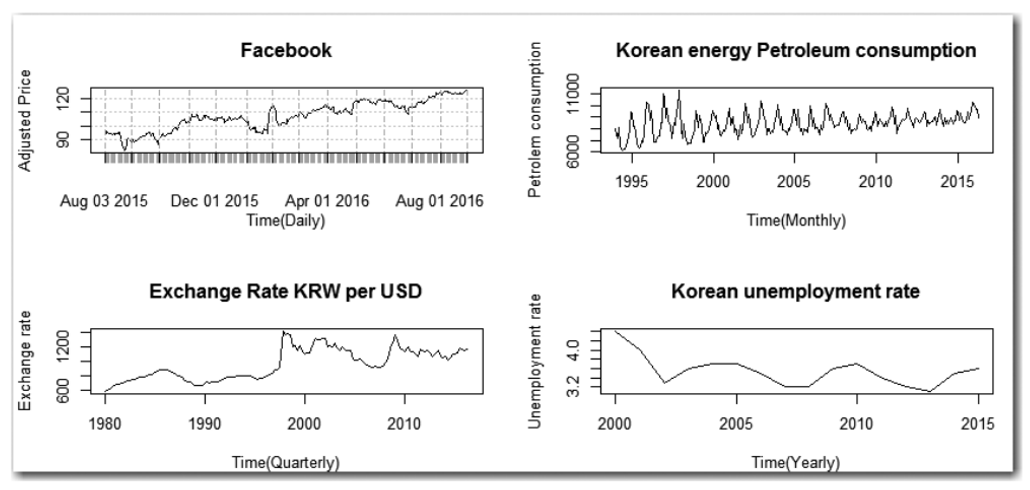 Facebook
Adjusted Price
120
90
Aug 03 2015 Dec 01 2015 Apr 01 2016 Aug 01 2016
Time(Daily)
Korean energy Petroleum consumption
Petrolem consumption
11000
6000
1995 2000 2005 2010 2015
Time(Monthly)
Exchange Rate KRW per USD
Exchange rate
1200
600
1980 1990 2000 2010
Time(Quarterly)
Korean unemployment rate
Unemployment rate
4.0
3.2
2000 2005 2010 2015
Time(Yearly)